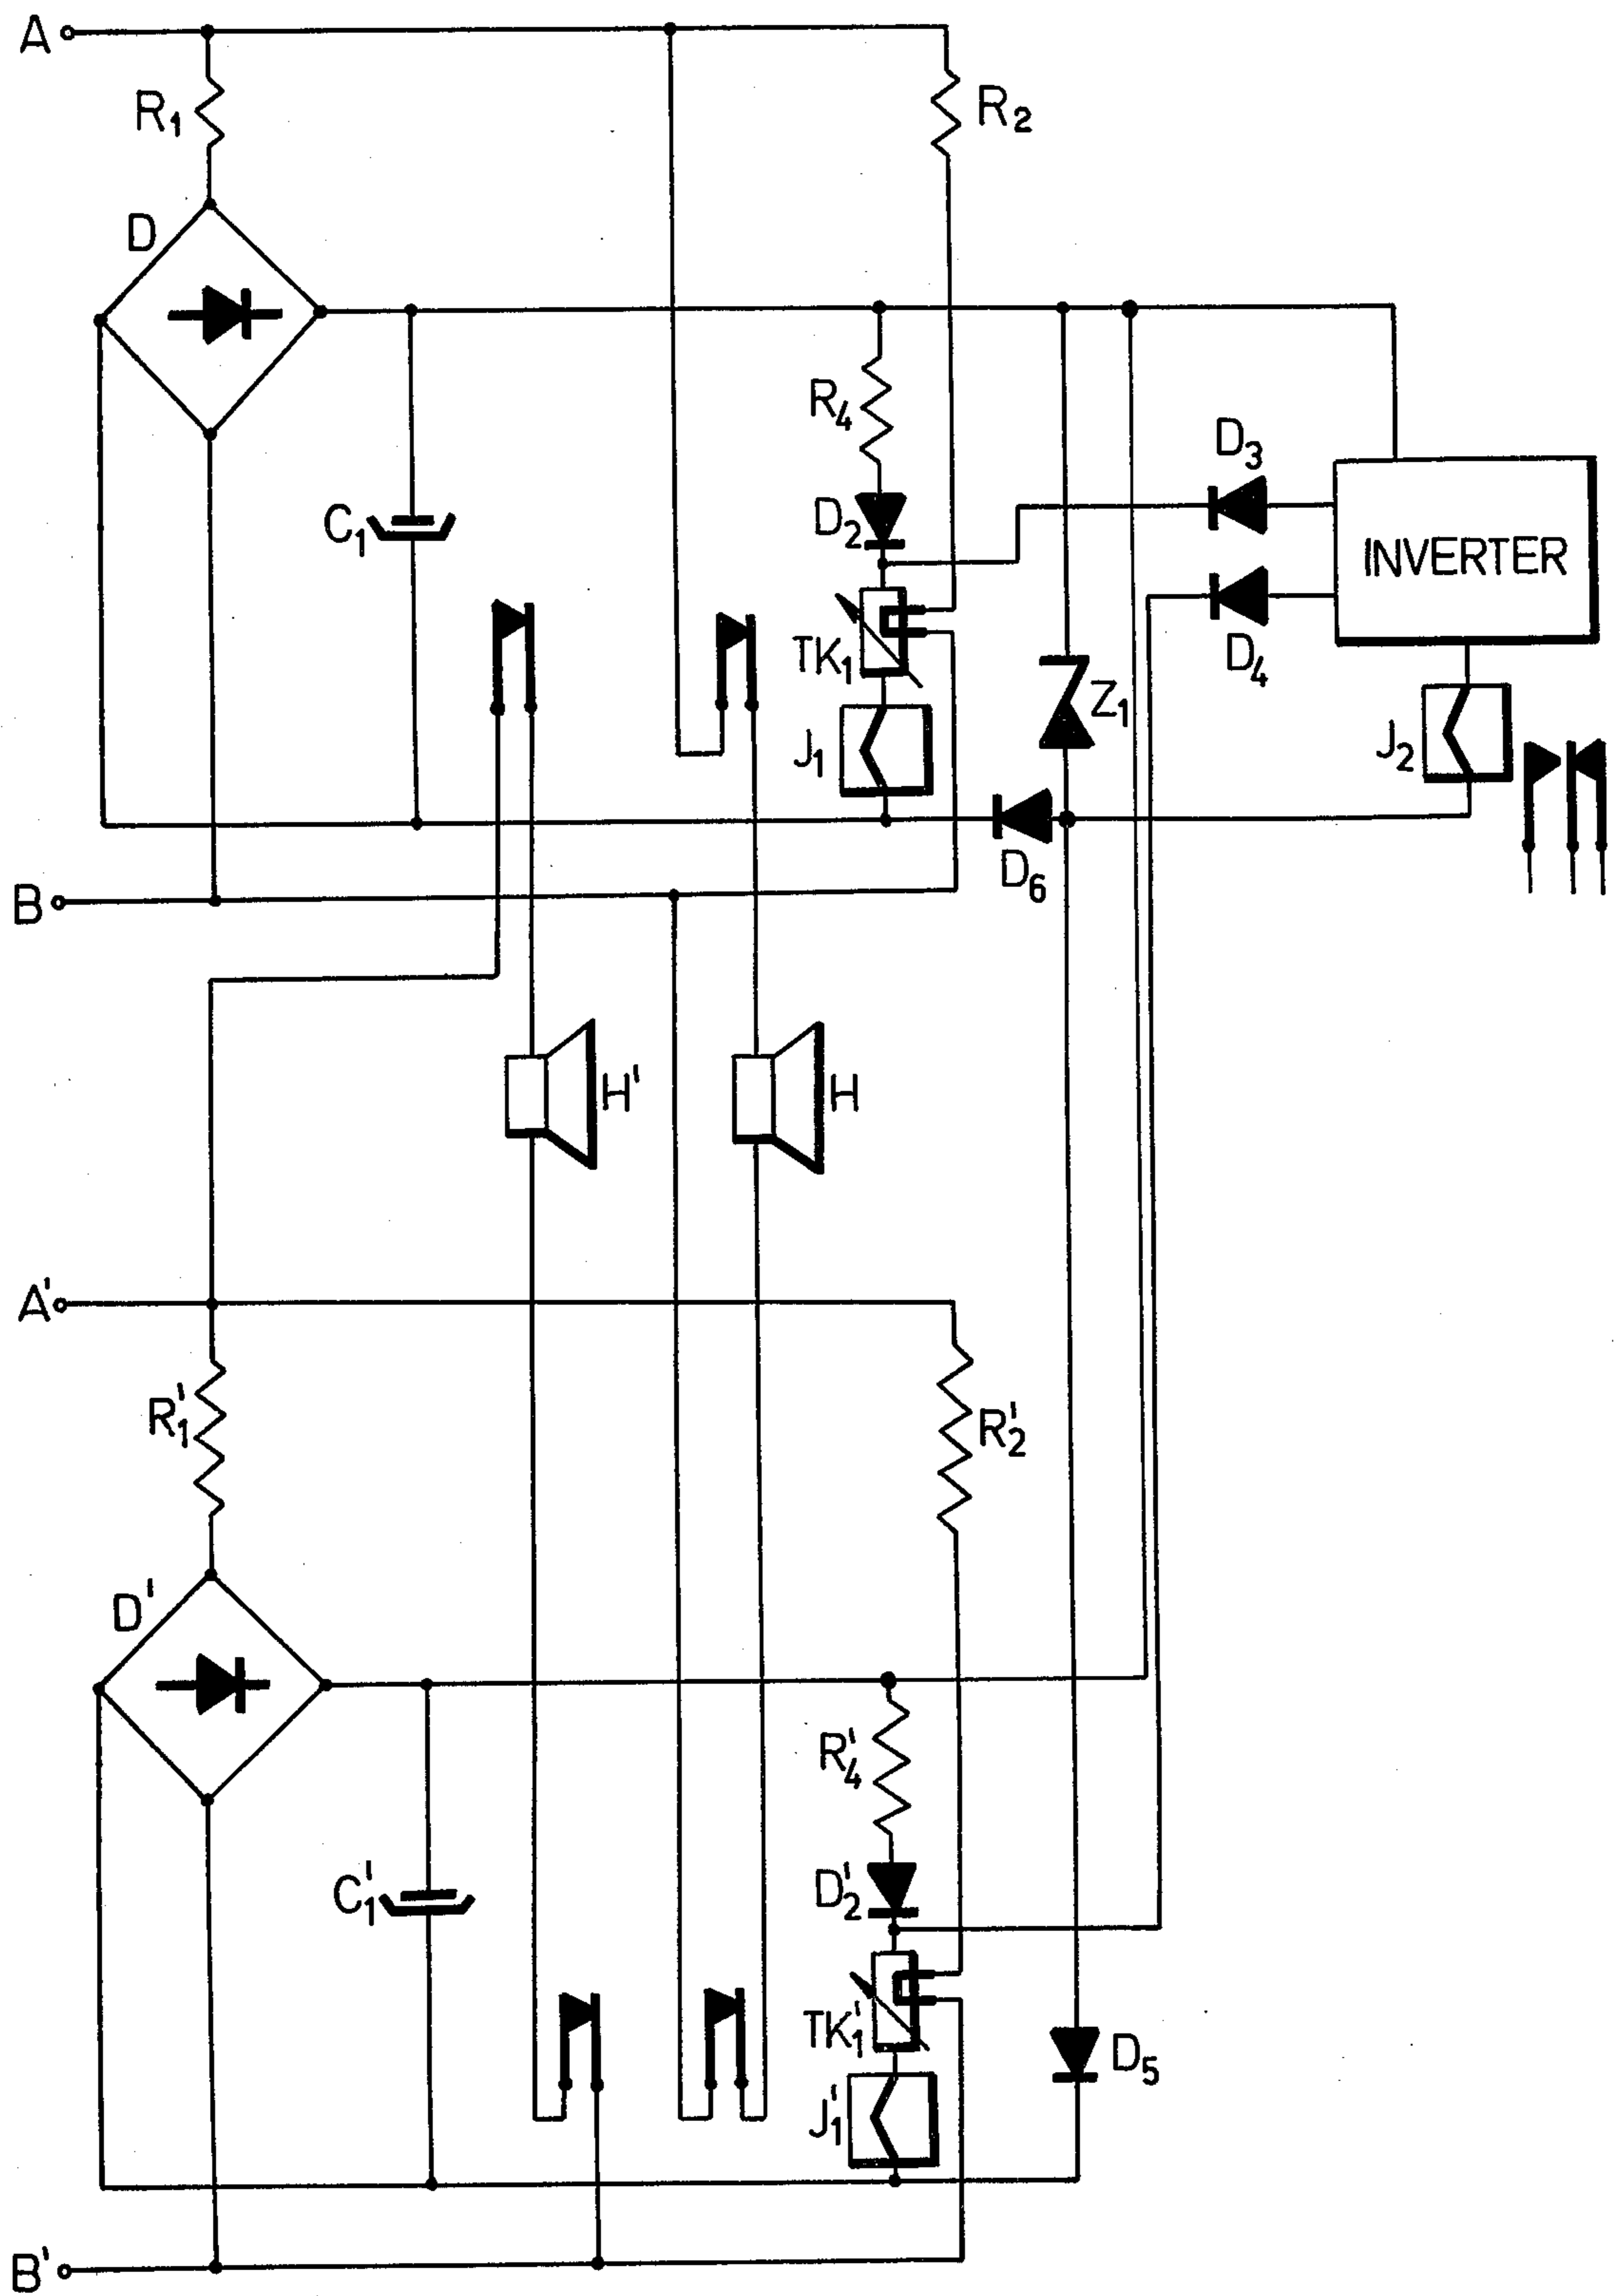 A
R1
R2
D
R4
D3
C1
D2
INVERTER
TK1
D4
Z1
J1
J2
D6
B
H'
H
A'
R'1
R'2
D'
R'4
C'1
D'2
TK'1
D5
J'1
B'